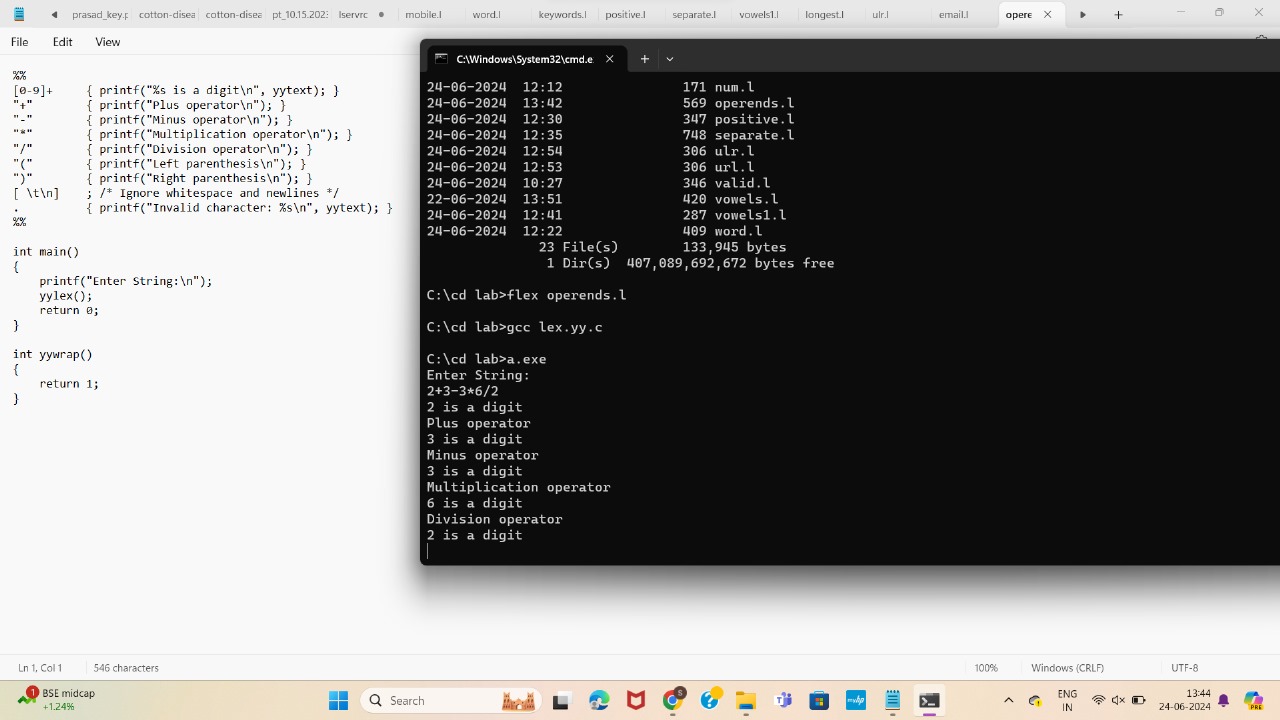 prasad_key.p cotton-disea cotton-disea pt_10.15.2023 lservrc mobile.l word.l keywords.l positive.l separate.l vowels1.l longest.l ulr.l email.l opere
File Edit View
%%
[0-9]+ { printf("%s is a digit\n", yytext); }
"+" { printf("Plus operator\n"); }
"-" { printf("Minus operator\n"); }
"*" { printf("Multiplication operator\n"); }
"/" { printf("Division operator\n"); }
"(" { printf("Left parenthesis\n"); }
")" { printf("Right parenthesis\n"); }
[ \t\n] ; /* Ignore whitespace and newlines */
. { printf("Invalid character: %s\n", yytext); }
%%
int main()
{
printf("Enter String:\n");
yylex();
return 0;
}
int yywrap()
{
return 1;
}
C:\Windows\System32\cmd.e
24-06-2024 12:12 171 num.l
24-06-2024 13:42 569 operends.l
24-06-2024 12:30 347 positive.l
24-06-2024 12:35 748 separate.l
24-06-2024 12:54 306 ulr.l
24-06-2024 12:53 306 url.l
24-06-2024 10:27 346 valid.l
22-06-2024 13:51 420 vowels.l
24-06-2024 12:41 287 vowels1.l
24-06-2024 12:22 409 word.l
23 File(s) 133,945 bytes
1 Dir(s) 407,089,692,672 bytes free
C:\cd lab>flex operends.l
C:\cd lab>gcc lex.yy.c
C:\cd lab>a.exe
Enter String:
2+3-3*6/2
2 is a digit
Plus operator
3 is a digit
Minus operator
3 is a digit
Multiplication operator
6 is a digit
Division operator
2 is a digit
Ln 1, Col 1 546 characters 100% Windows (CRLF) UTF-8
1 BSE midcap
+1.24%
Search
S
myhp
ENG
IN
13:44
24-06-2024
PRE